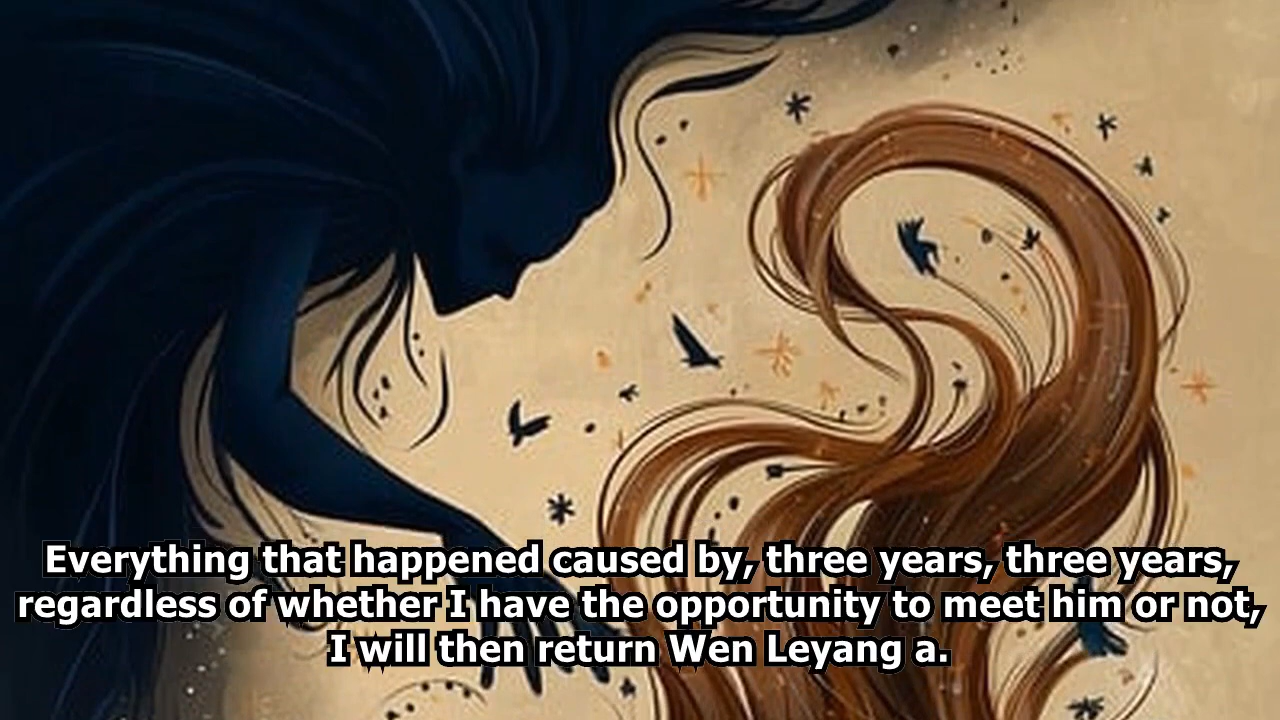 Everything that happened caused by, three years, three years,
regardless of whether I have the opportunity to meet him or not,
I will then return Wen Leyang a.